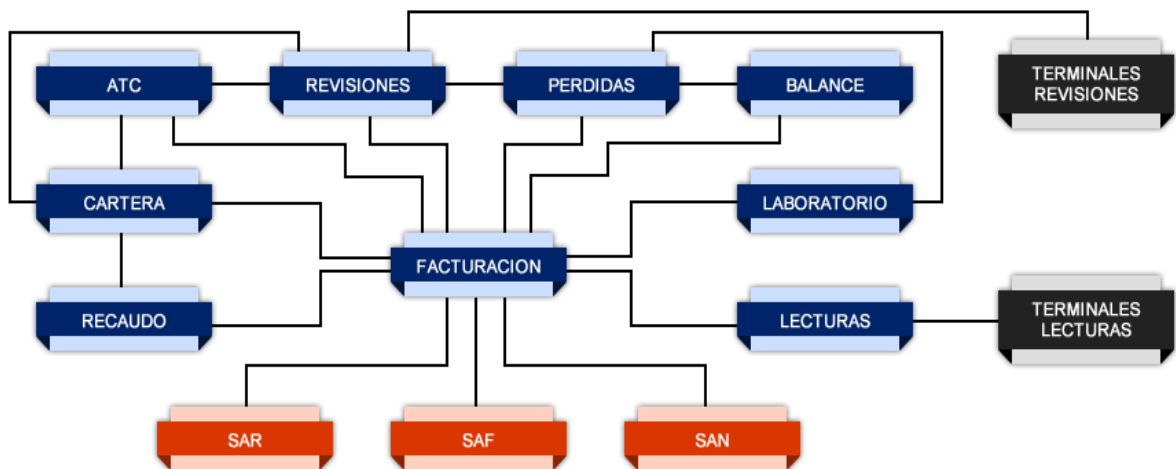 ATC
REVISIONES
PERDIDAS
BALANCE
TERMINALES
REVISIONES
CARTERA
LABORATORIO
FACTURACION
RECAUDO
LECTURAS
TERMINALES
LECTURAS
SAR
SAF
SAN